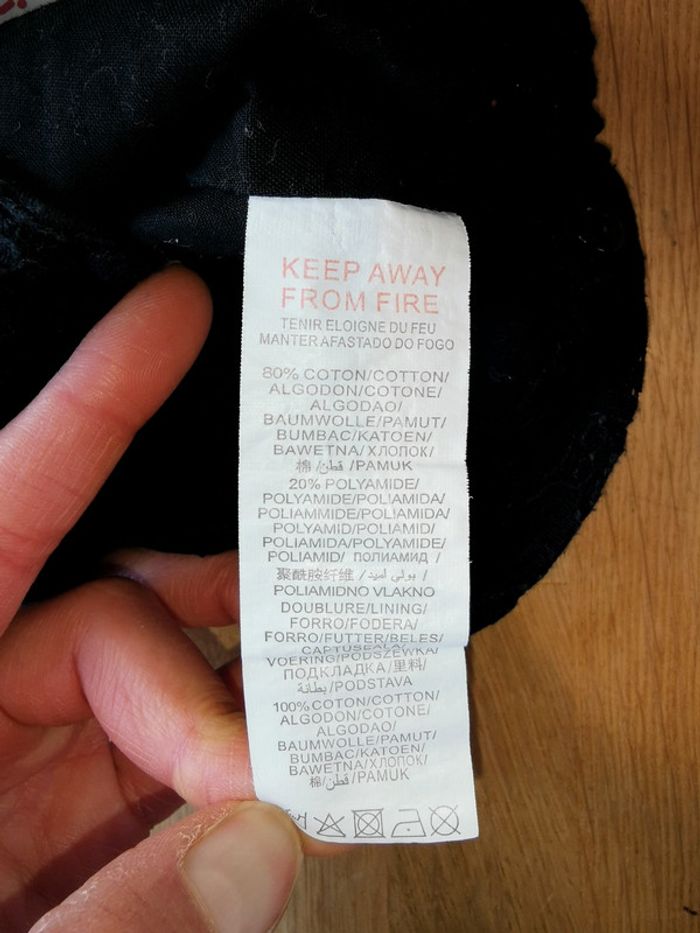 KEEP AWAY
FROM FIRE
TENIR ELOIGNE DU FEU
MANTER AFASTADO DO FOGO
80% COTON/COTTON/
ALGODON/COTONE/
ALGODAO/
BAUMWOLLE/PAMUT/
BUMBAC/KATOEN/
BAWETNA/ХЛОПОК/
棉 /قطن /PAMUK
20% POLYAMIDE/
POLYAMIDE/POLIAMIDA/
POLIAMMIDE/POLIAMIDA/
POLYAMID/POLIAMID/
POLIAMIDA/POLYAMIDE/
POLIAMID/ ПОЛИАМИД /
聚酰胺纤维 / بولي أميد /
POLIAMIDNO VLAKNO
DOUBLURE/LINING/
FORRO/FODERA/
FORRO/FUTTER/BELES/
CAPTUSEALA/
VOERING/PODSZEWKA/
ПОДКЛАДКА/里料/
بطانة/PODSTAVA
100% COTON/COTTON/
ALGODON/COTONE/
ALGODAO/
BAUMWOLLE/PAMUT/
BUMBAC/KATOEN/
BAWETNA/ХЛОПОК/
棉/قطن/PAMUK